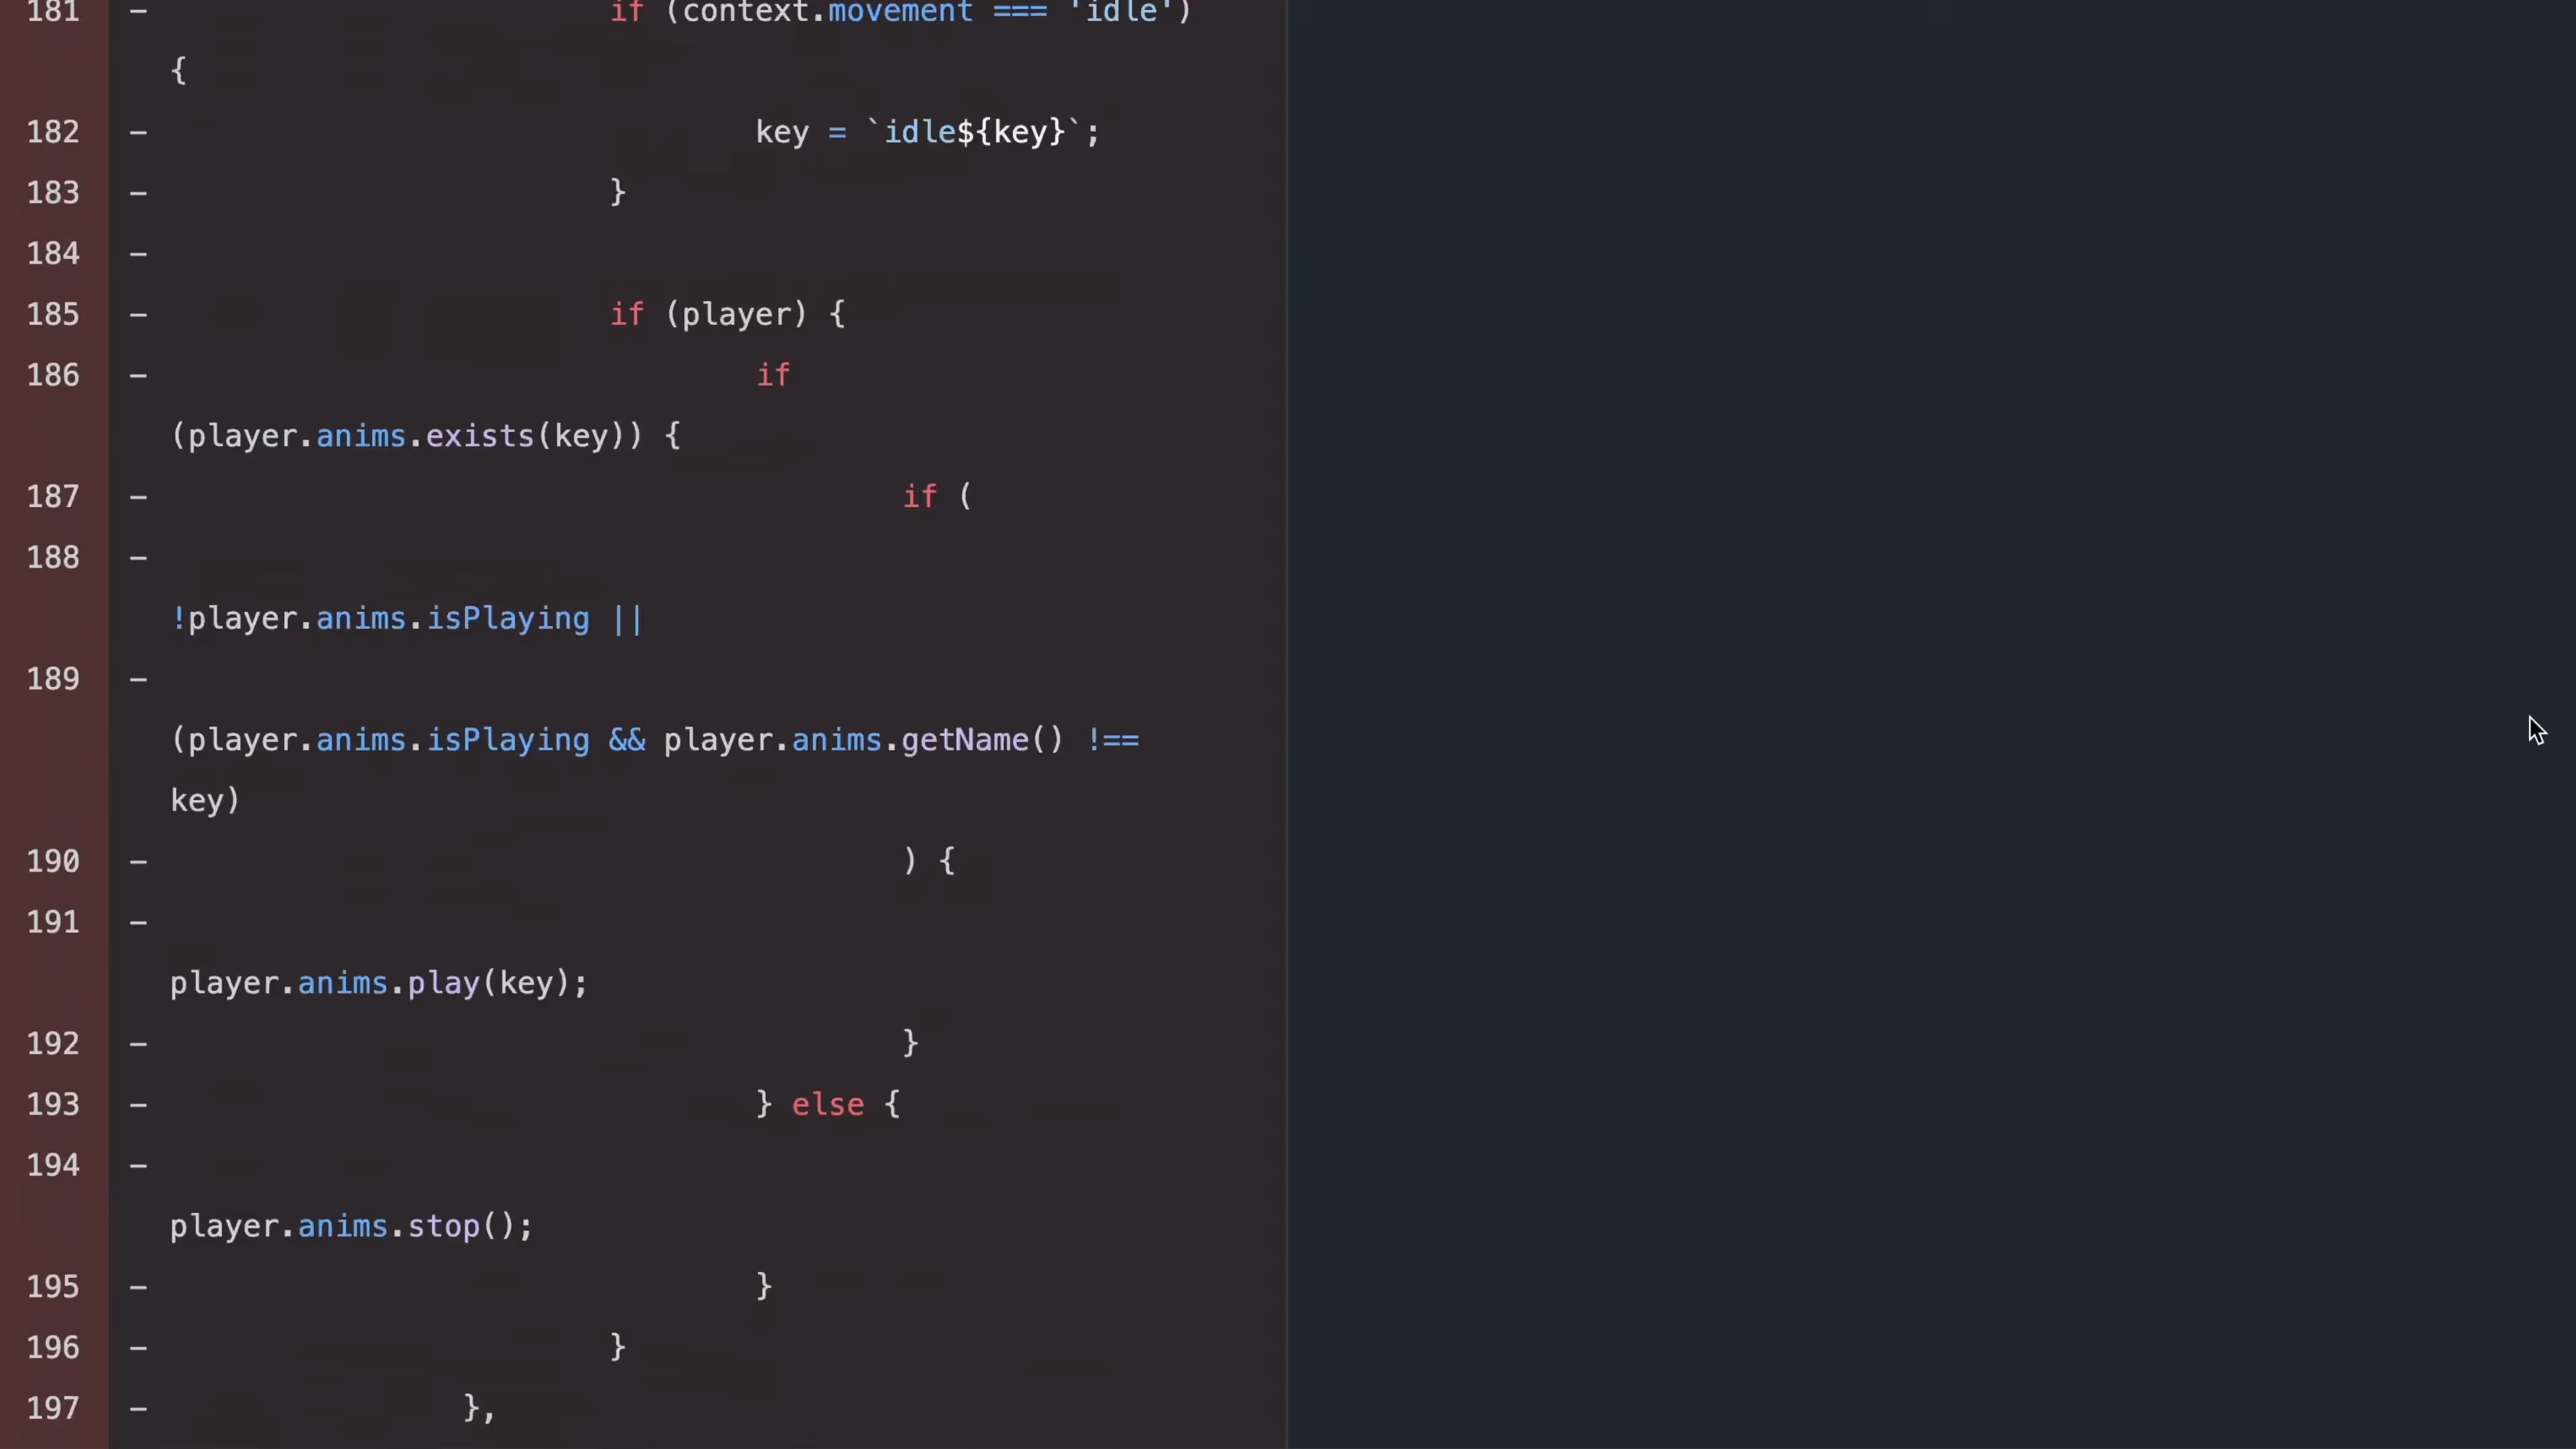 181 - if (context.movement === 'idle')
{
182 - key = `idle${key}`;
183 - }
184 -
185 - if (player) {
186 - if
(player.anims.exists(key)) {
187 - if (
188 -
!player.anims.isPlaying ||
189 -
(player.anims.isPlaying && player.anims.getName() !==
key)
190 - ) {
191 -
player.anims.play(key);
192 - }
193 - } else {
194 -
player.anims.stop();
195 - }
196 - }
197 - },